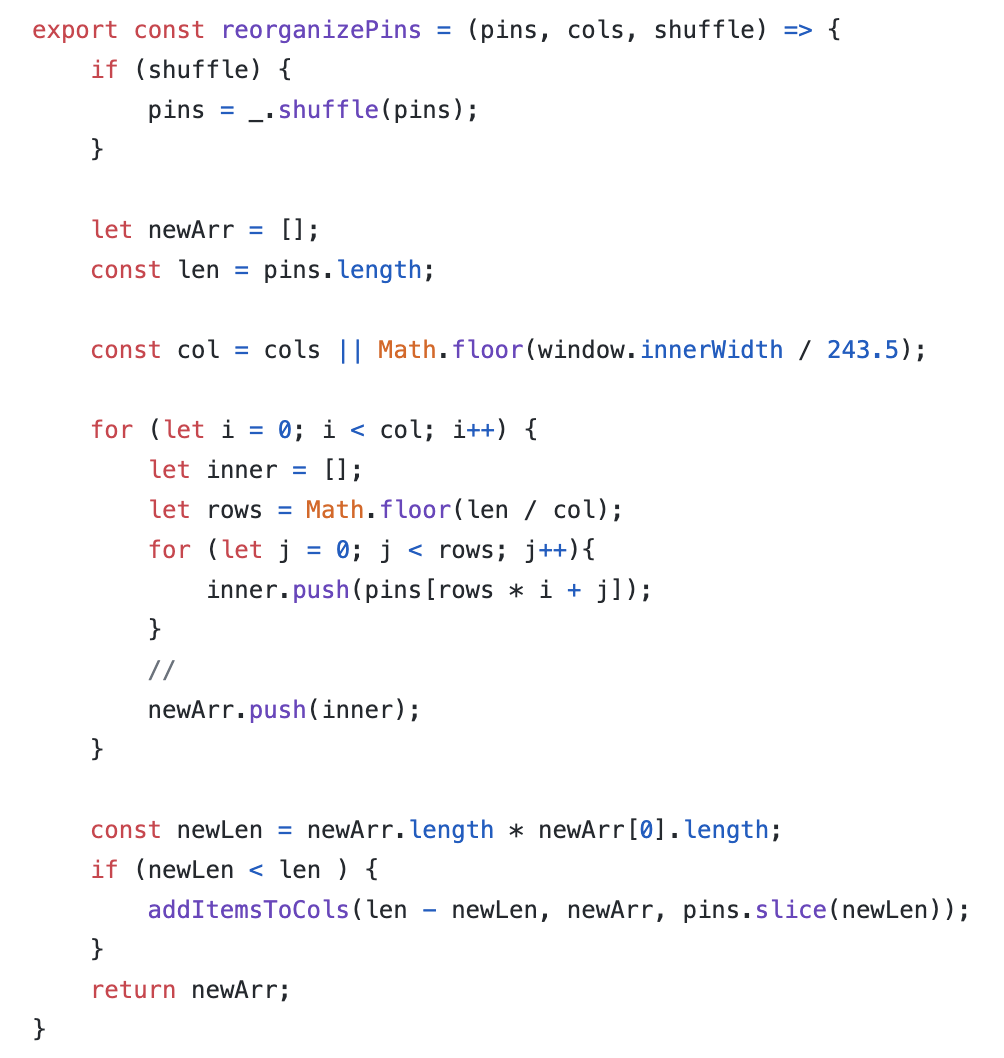 export const reorganizePins = (pins, cols, shuffle) => {
    if (shuffle) {
        pins = _.shuffle(pins);
    }

    let newArr = [];
    const len = pins.length;

    const col = cols || Math.floor(window.innerWidth / 243.5);

    for (let i = 0; i < col; i++) {
        let inner = [];
        let rows = Math.floor(len / col);
        for (let j = 0; j < rows; j++){
            inner.push(pins[rows * i + j]);
        }
        //
        newArr.push(inner);
    }

    const newLen = newArr.length * newArr[0].length;
    if (newLen < len ) {
        addItemsToCols(len - newLen, newArr, pins.slice(newLen));
    }
    return newArr;
}